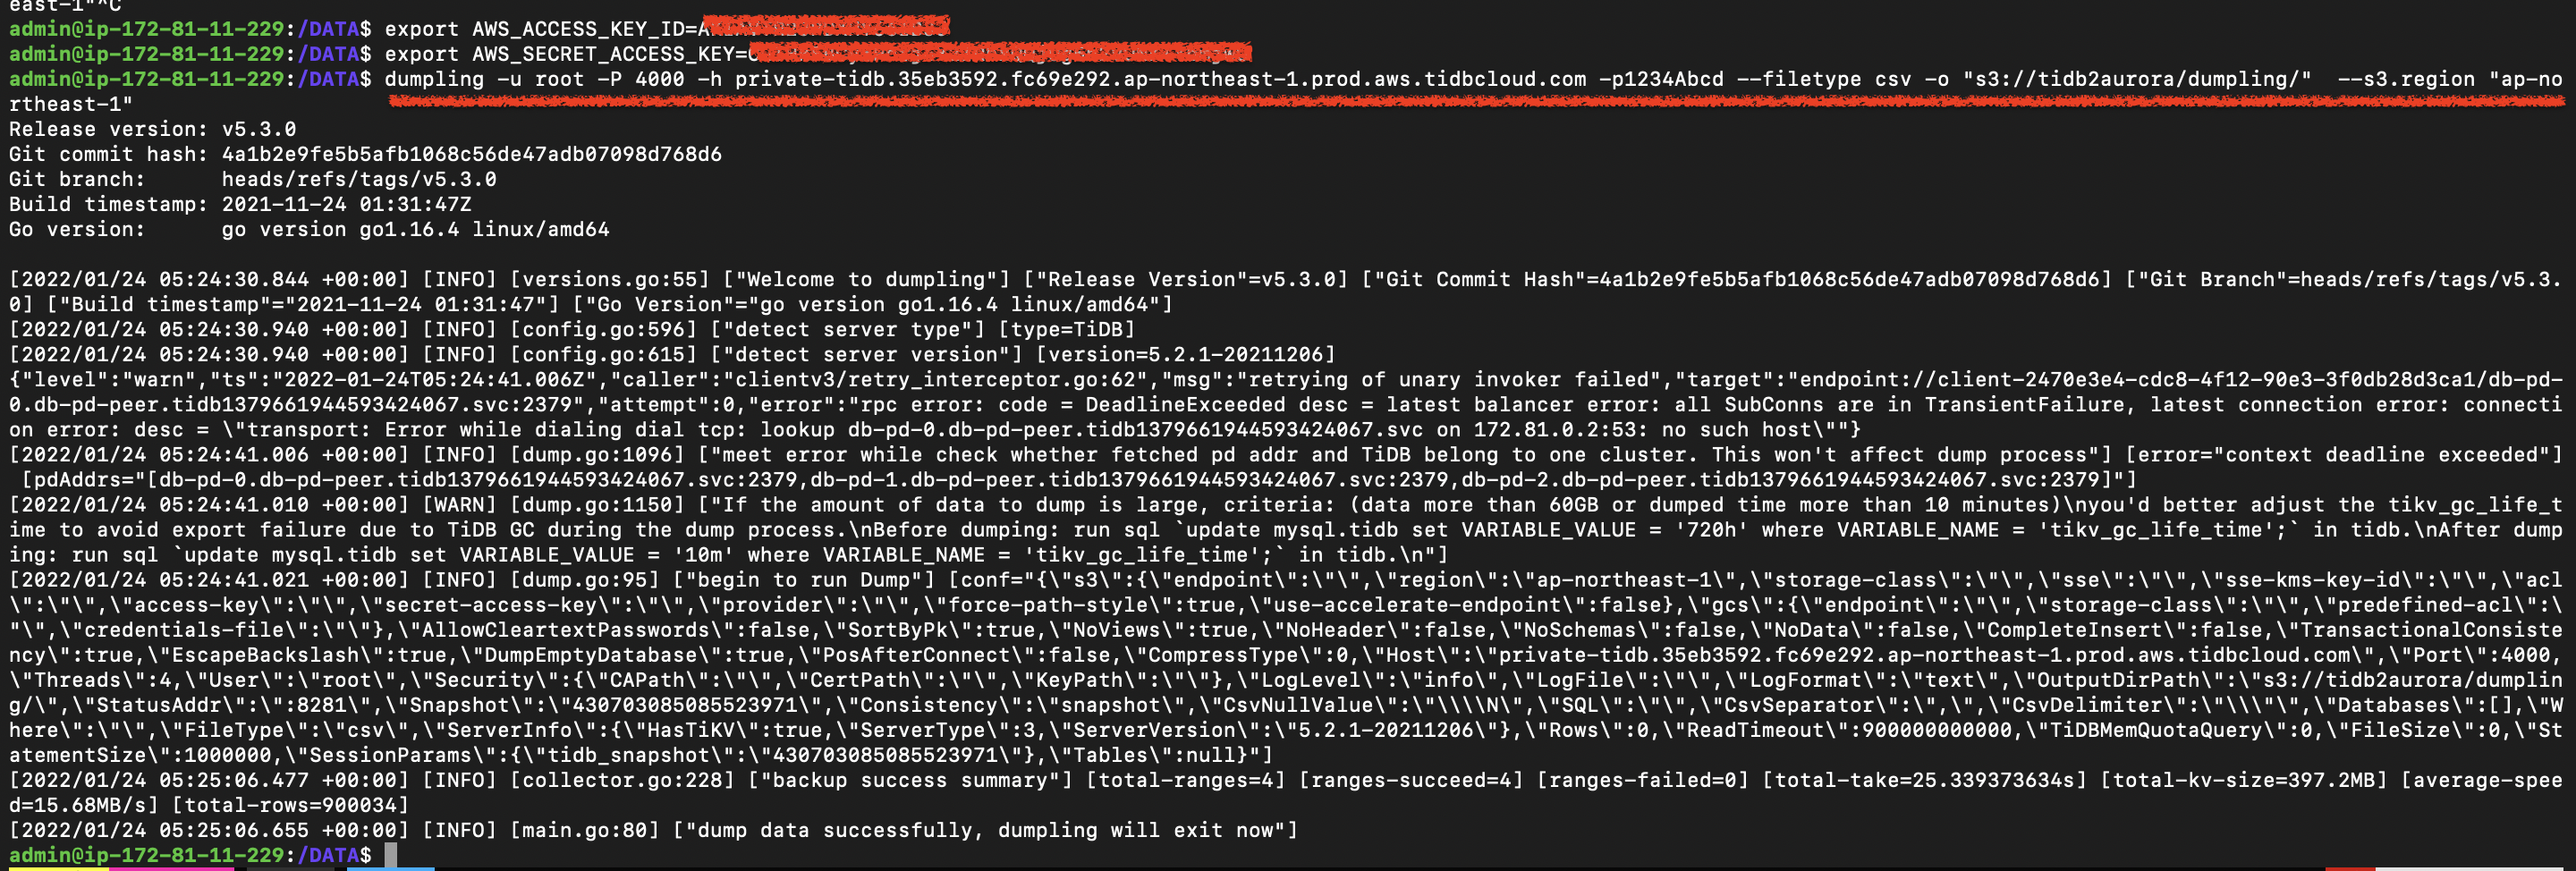 east-1"^C
admin@ip-172-81-11-229:/DATA$ export AWS_ACCESS_KEY_ID=A
admin@ip-172-81-11-229:/DATA$ export AWS_SECRET_ACCESS_KEY=
admin@ip-172-81-11-229:/DATA$ dumpling -u root -P 4000 -h private-tidb.35eb3592.fc69e292.ap-northeast-1.prod.aws.tidbcloud.com -p1234Abcd --filetype csv -o "s3://tidb2aurora/dumpling/"  --s3.region "ap-no
rtheast-1"
Release version: v5.3.0
Git commit hash: 4a1b2e9fe5b5afb1068c56de47adb07098d768d6
Git branch:      heads/refs/tags/v5.3.0
Build timestamp: 2021-11-24 01:31:47Z
Go version:      go version go1.16.4 linux/amd64
[2022/01/24 05:24:30.844 +00:00] [INFO] [versions.go:55] ["Welcome to dumpling"] ["Release Version"=v5.3.0] ["Git Commit Hash"=4a1b2e9fe5b5afb1068c56de47adb07098d768d6] ["Git Branch"=heads/refs/tags/v5.3.
0] ["Build timestamp"="2021-11-24 01:31:47"] ["Go Version"="go version go1.16.4 linux/amd64"]
[2022/01/24 05:24:30.940 +00:00] [INFO] [config.go:596] ["detect server type"] [type=TiDB]
[2022/01/24 05:24:30.940 +00:00] [INFO] [config.go:615] ["detect server version"] [version=5.2.1-20211206]
{"level":"warn","ts":"2022-01-24T05:24:41.006Z","caller":"clientv3/retry_interceptor.go:62","msg":"retrying of unary invoker failed","target":"endpoint://client-2470e3e4-cdc8-4f12-90e3-3f0db28d3ca1/db-pd-
0.db-pd-peer.tidb1379661944593424067.svc:2379","attempt":0,"error":"rpc error: code = DeadlineExceeded desc = latest balancer error: all SubConns are in TransientFailure, latest connection error: connecti
on error: desc = \"transport: Error while dialing dial tcp: lookup db-pd-0.db-pd-peer.tidb1379661944593424067.svc on 172.81.0.2:53: no such host\""}
[2022/01/24 05:24:41.006 +00:00] [INFO] [dump.go:1096] ["meet error while check whether fetched pd addr and TiDB belong to one cluster. This won't affect dump process"] [error="context deadline exceeded"]
 [pdAddrs="[db-pd-0.db-pd-peer.tidb1379661944593424067.svc:2379,db-pd-1.db-pd-peer.tidb1379661944593424067.svc:2379,db-pd-2.db-pd-peer.tidb1379661944593424067.svc:2379]"]
[2022/01/24 05:24:41.010 +00:00] [WARN] [dump.go:1150] ["If the amount of data to dump is large, criteria: (data more than 60GB or dumped time more than 10 minutes)\nyou'd better adjust the tikv_gc_life_t
ime to avoid export failure due to TiDB GC during the dump process.\nBefore dumping: run sql `update mysql.tidb set VARIABLE_VALUE = '720h' where VARIABLE_NAME = 'tikv_gc_life_time';` in tidb.\nAfter dump
ing: run sql `update mysql.tidb set VARIABLE_VALUE = '10m' where VARIABLE_NAME = 'tikv_gc_life_time';` in tidb.\n"]
[2022/01/24 05:24:41.021 +00:00] [INFO] [dump.go:95] ["begin to run Dump"] [conf="{\"s3\":{\"endpoint\":\"\",\"region\":\"ap-northeast-1\",\"storage-class\":\"\",\"sse\":\"\",\"sse-kms-key-id\":\"\",\"acl
\":\"\",\"access-key\":\"\",\"secret-access-key\":\"\",\"provider\":\"\",\"force-path-style\":true,\"use-accelerate-endpoint\":false},\"gcs\":{\"endpoint\":\"\",\"storage-class\":\"\",\"predefined-acl\":\
"\",\"credentials-file\":\"\"},\"AllowCleartextPasswords\":false,\"SortByPk\":true,\"NoViews\":true,\"NoHeader\":false,\"NoSchemas\":false,\"NoData\":false,\"CompleteInsert\":false,\"TransactionalConsiste
ncy\":true,\"EscapeBackslash\":true,\"DumpEmptyDatabase\":true,\"PosAfterConnect\":false,\"CompressType\":0,\"Host\":\"private-tidb.35eb3592.fc69e292.ap-northeast-1.prod.aws.tidbcloud.com\",\"Port\":4000,
\"Threads\":4,\"User\":\"root\",\"Security\":{\"CAPath\":\"\",\"CertPath\":\"\",\"KeyPath\":\"\"},\"LogLevel\":\"info\",\"LogFile\":\"\",\"LogFormat\":\"text\",\"OutputDirPath\":\"s3://tidb2aurora/dumplin
g/\",\"StatusAddr\":\":8281\",\"Snapshot\":\"430703085085523971\",\"Consistency\":\"snapshot\",\"CsvNullValue\":\"\\\\N\",\"SQL\":\"\",\"CsvSeparator\":\",\",\"CsvDelimiter\":\"\\\"\",\"Databases\":[],\"W
here\":\"\",\"FileType\":\"csv\",\"ServerInfo\":{\"HasTiKV\":true,\"ServerType\":3,\"ServerVersion\":\"5.2.1-20211206\"},\"Rows\":0,\"ReadTimeout\":900000000000,\"TiDBMemQuotaQuery\":0,\"FileSize\":0,\"St
atementSize\":1000000,\"SessionParams\":{\"tidb_snapshot\":\"430703085085523971\"},\"Tables\":null}"]
[2022/01/24 05:25:06.477 +00:00] [INFO] [collector.go:228] ["backup success summary"] [total-ranges=4] [ranges-succeed=4] [ranges-failed=0] [total-take=25.339373634s] [total-kv-size=397.2MB] [average-spee
d=15.68MB/s] [total-rows=900034]
[2022/01/24 05:25:06.655 +00:00] [INFO] [main.go:80] ["dump data successfully, dumpling will exit now"]
admin@ip-172-81-11-229:/DATA$